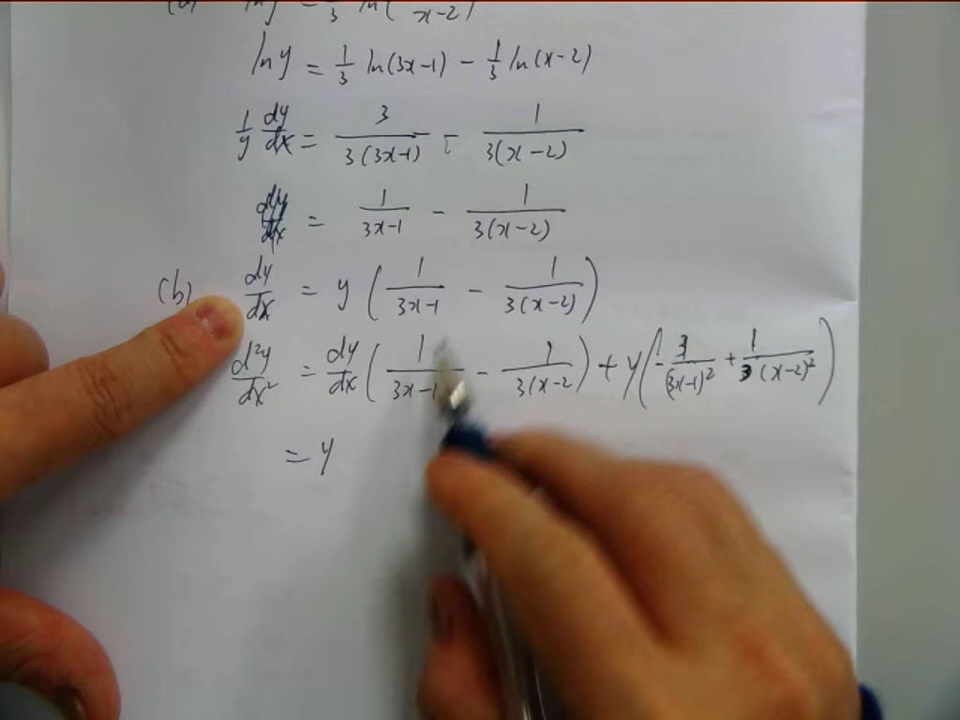 ln y = 1/3 ln(3x-1) - 1/3 ln(x-2)
1/y dy/dx = 3/(3(3x-1)) - 1/(3(x-2))
dy/dx = 1/(3x-1) - 1/(3(x-2))
(b) dy/dx = y (1/(3x-1) - 1/(3(x-2)))
d²y/dx² = dy/dx (1/(3x-1) - 1/(3(x-2)) + y(-3/(3x-1)² + 1/(3(x-2)²))
= y